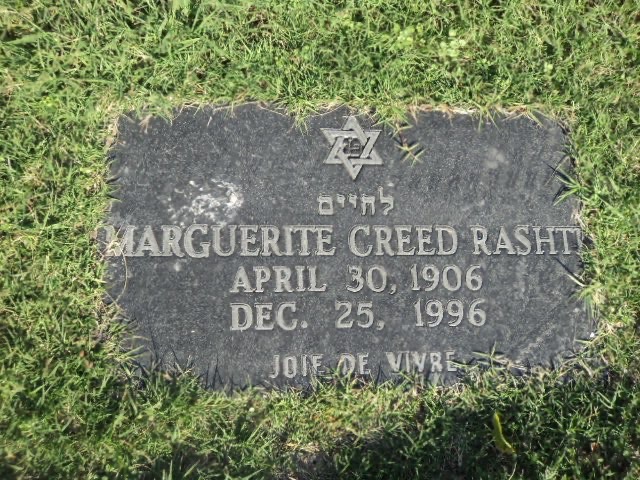 לחיים
MARGUERITE CREED RASHTI
APRIL 30, 1906
DEC. 25, 1996
JOIE DE VIVRE